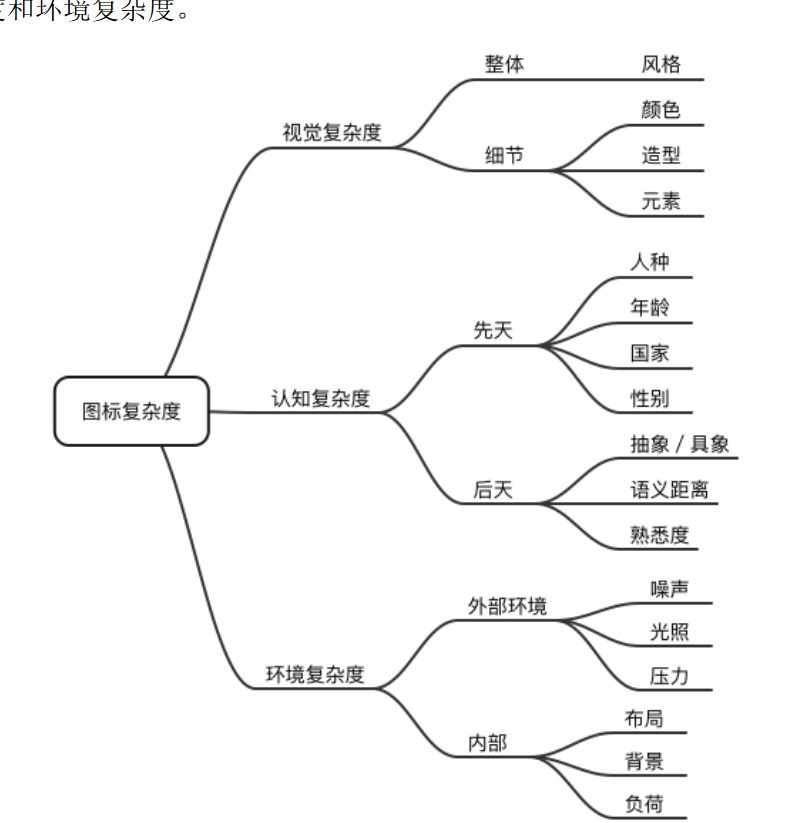 和环境复杂度。
整体
风格
颜色
视觉复杂度
细节
造型
元素
人种
先天
年龄
国家
图标复杂度
认知复杂度
性别
抽象 / 具象
后天
语义距离
熟悉度
外部环境
噪声
光照
环境复杂度
压力
内部
布局
背景
负荷